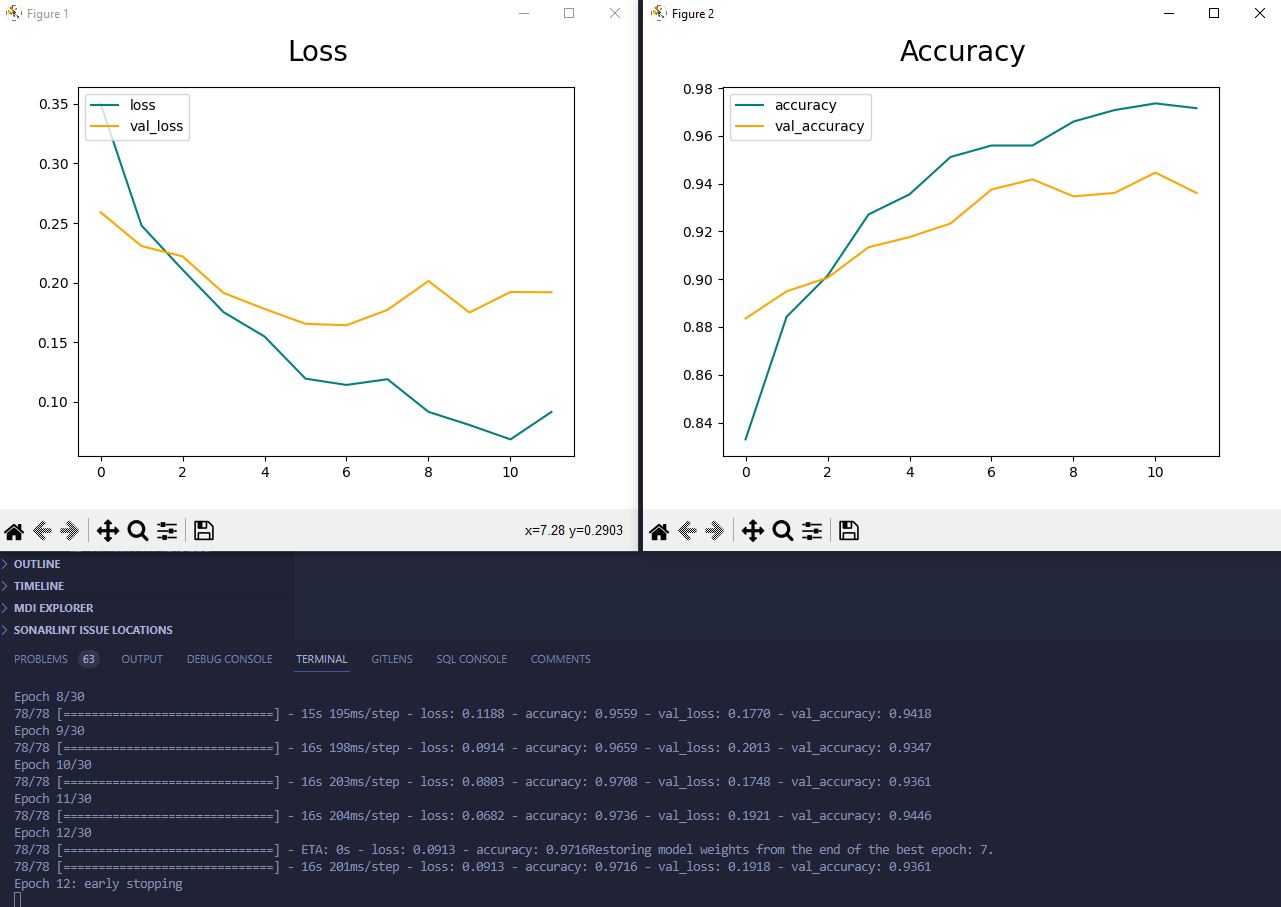 Figure 1
Loss
loss
val_loss
0.35
0.30
0.25
0.20
0.15
0.10
0 2 4 6 8 10
x=7.28 y=0.2903
Figure 2
Accuracy
accuracy
val_accuracy
0.98
0.96
0.94
0.92
0.90
0.88
0.86
0.84
0 2 4 6 8 10
OUTLINE
TIMELINE
MDI EXPLORER
SONARLINT ISSUE LOCATIONS
PROBLEMS 63 OUTPUT DEBUG CONSOLE TERMINAL GITLENS SQL CONSOLE COMMENTS
Epoch 8/30
78/78 [==============================] - 15s 195ms/step - loss: 0.1188 - accuracy: 0.9559 - val_loss: 0.1770 - val_accuracy: 0.9418
Epoch 9/30
78/78 [==============================] - 16s 198ms/step - loss: 0.0914 - accuracy: 0.9659 - val_loss: 0.2013 - val_accuracy: 0.9347
Epoch 10/30
78/78 [==============================] - 16s 203ms/step - loss: 0.0803 - accuracy: 0.9708 - val_loss: 0.1748 - val_accuracy: 0.9361
Epoch 11/30
78/78 [==============================] - 16s 204ms/step - loss: 0.0682 - accuracy: 0.9736 - val_loss: 0.1921 - val_accuracy: 0.9446
Epoch 12/30
78/78 [==============================] - ETA: 0s - loss: 0.0913 - accuracy: 0.9716Restoring model weights from the end of the best epoch: 7.
78/78 [==============================] - 16s 201ms/step - loss: 0.0913 - accuracy: 0.9716 - val_loss: 0.1918 - val_accuracy: 0.9361
Epoch 12: early stopping